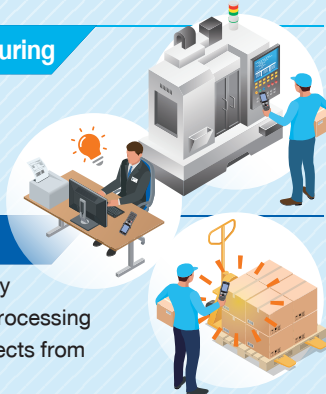 uring
y
rocessing
ects from